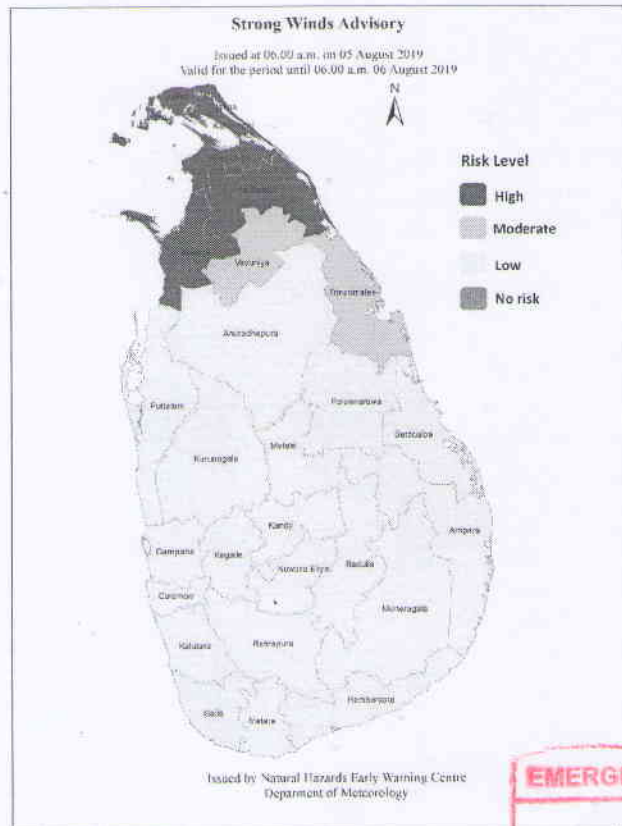 Strong Winds Advisory
Issued at 06.00 a.m. on 05 August 2019
Valid for the period until 06.00 a.m. 06 August 2019
N
Risk Level
High
Moderate
Low
No risk
Vavuniya
Trincomalee
Anuradhapura
Puttalam
Polonnaruwa
Batticaloa
Kurunegala
Matale
Ampara
Kandy
Gampaha
Kegalle
Nuwara Eliya
Badulla
Colombo
Moneragala
Kalutara
Ratnapura
Hambantota
Galle
Matara
Issued by Natural Hazards Early Warning Centre
Deparment of Meteorology